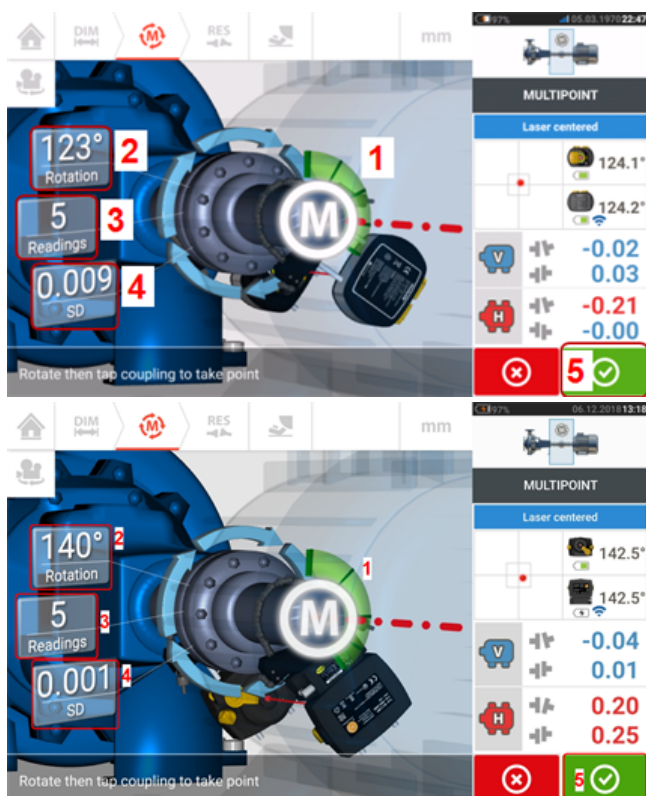 97% 05.03.1970 22:47
DIM
M
RES
mm
MULTIPOINT
Laser centered
1
123°
Rotation
2
5
Readings
3
0.009
SD
4
M
124.1°
124.2°
V
-0.02
0.03
H
-0.21
-0.00
5
Rotate then tap coupling to take point
97% 06.12.2018 13:18
DIM
M
RES
mm
MULTIPOINT
Laser centered
1
140°
Rotation
2
5
Readings
3
0.001
SD
4
M
142.5°
142.5°
V
-0.04
0.01
H
0.20
0.25
5
Rotate then tap coupling to take point